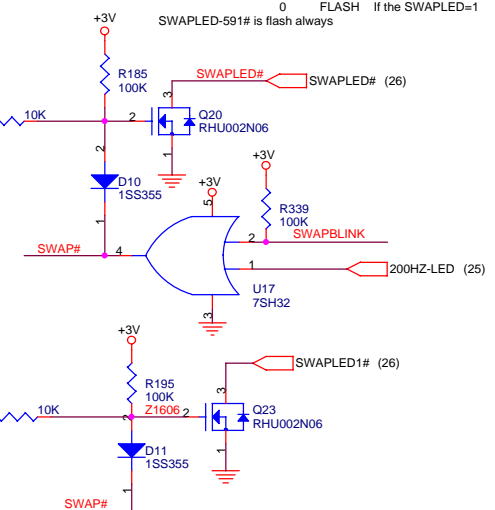 0 FLASH If the SWAPLED=1
SWAPLED-591# is flash always
+3V
R185
100K
SWAPLED#
SWAPLED# (26)
3
10K
2
Q20
RHU002N06
1
2
D10
1SS355
1
+3V
5
+3V
R339
100K
SWAPBLINK
2
SWAP#
4
1
200HZ-LED (25)
U17
7SH32
3
+3V
R195
100K
SWAPLED1# (26)
3
10K
2
Z1606
2
Q23
RHU002N06
1
D11
1SS355
1
SWAP#